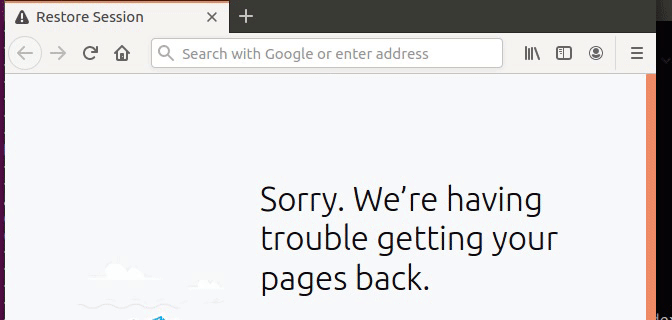 Restore Session
Search with Google or enter address
Sorry. We’re having
trouble getting your
pages back.